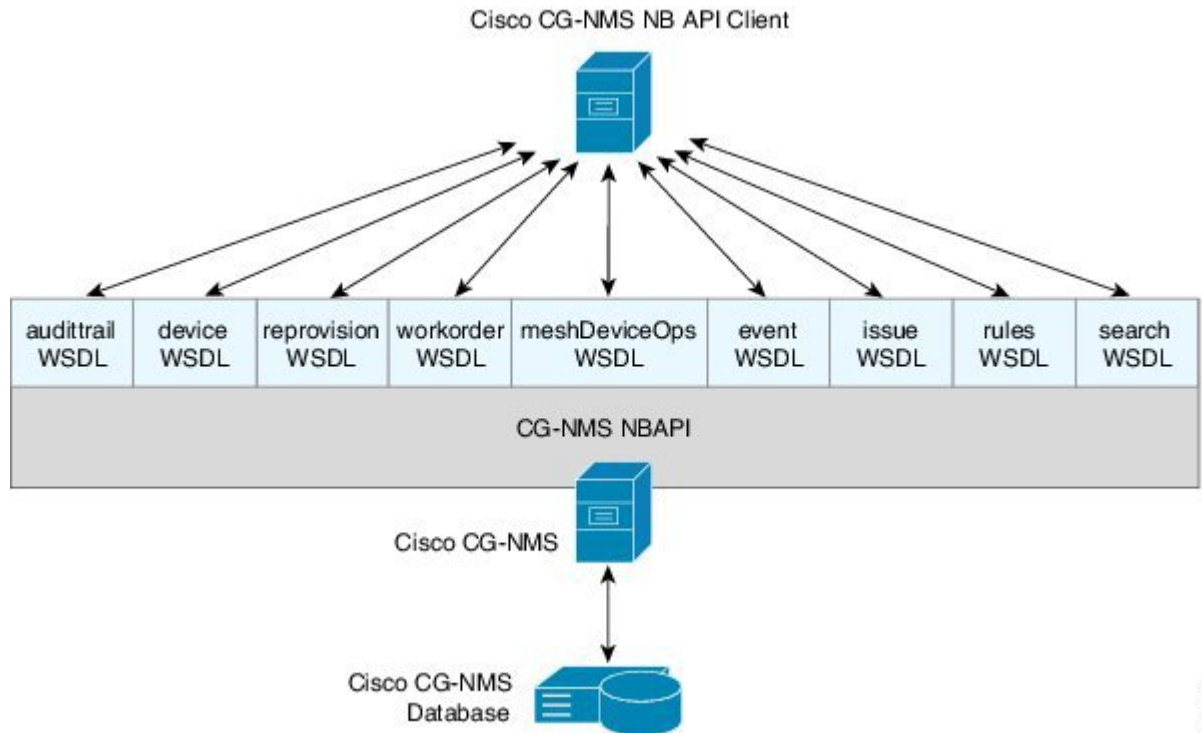 Cisco CG-NMS NB API Client
audittrail
WSDL
device
WSDL
reprovision
WSDL
workorder
WSDL
meshDeviceOps
WSDL
event
WSDL
issue
WSDL
rules
WSDL
search
WSDL
CG-NMS NBAPI
Cisco CG-NMS
Cisco CG-NMS
Database